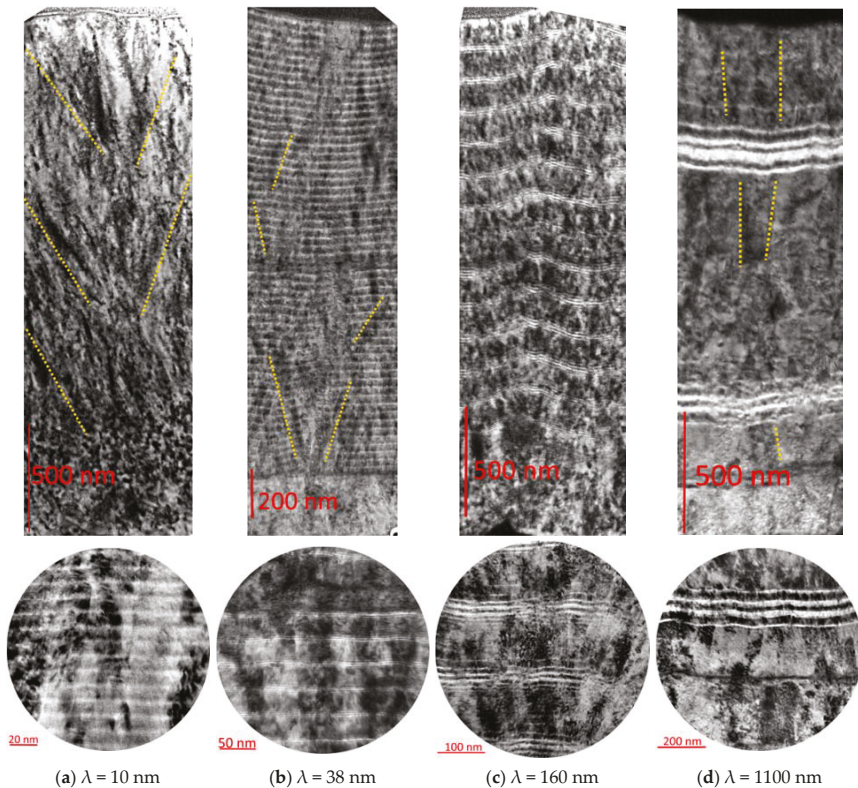 500 nm
200 nm
500 nm
500 nm
20 nm
50 nm
100 nm
200 nm
(a) λ = 10 nm
(b) λ = 38 nm
(c) λ = 160 nm
(d) λ = 1100 nm